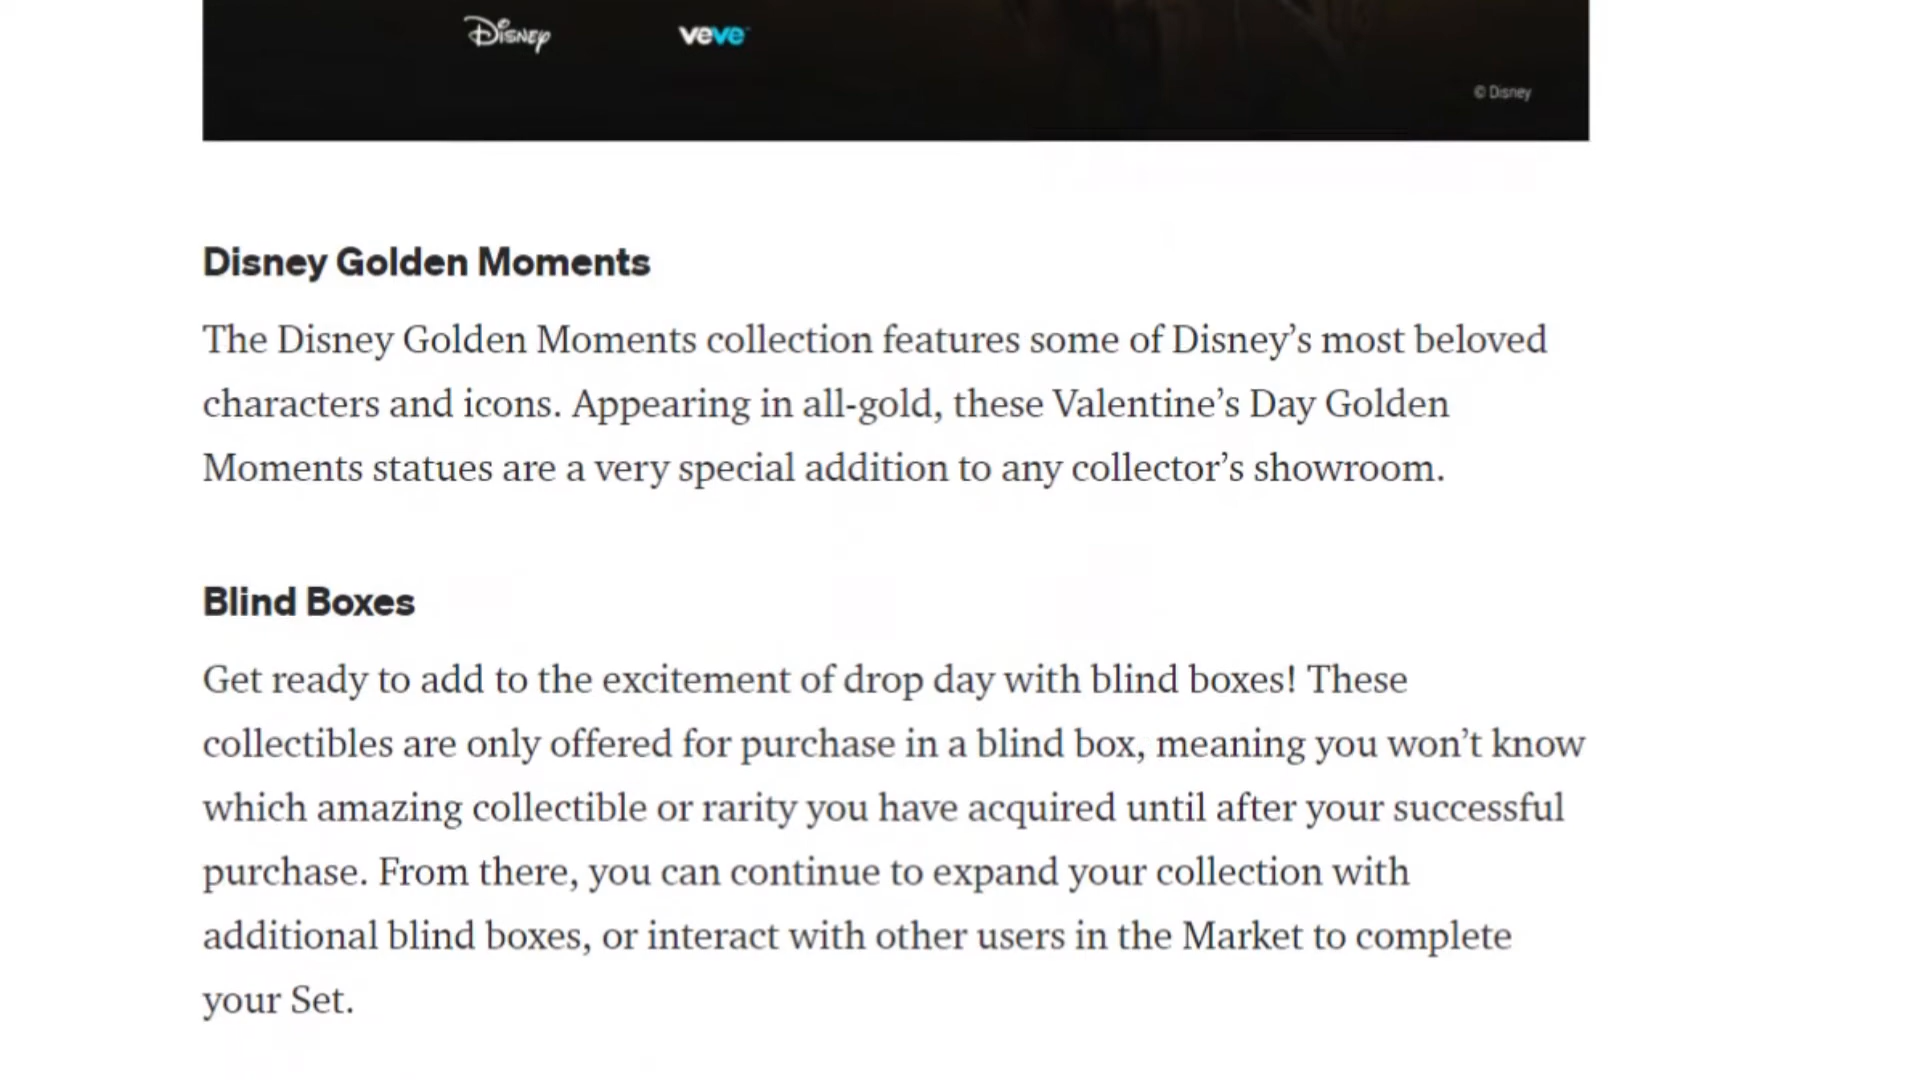 Disney veve
© Disney
Disney Golden Moments
The Disney Golden Moments collection features some of Disney’s most beloved
characters and icons. Appearing in all-gold, these Valentine’s Day Golden
Moments statues are a very special addition to any collector’s showroom.
Blind Boxes
Get ready to add to the excitement of drop day with blind boxes! These
collectibles are only offered for purchase in a blind box, meaning you won’t know
which amazing collectible or rarity you have acquired until after your successful
purchase. From there, you can continue to expand your collection with
additional blind boxes, or interact with other users in the Market to complete
your Set.